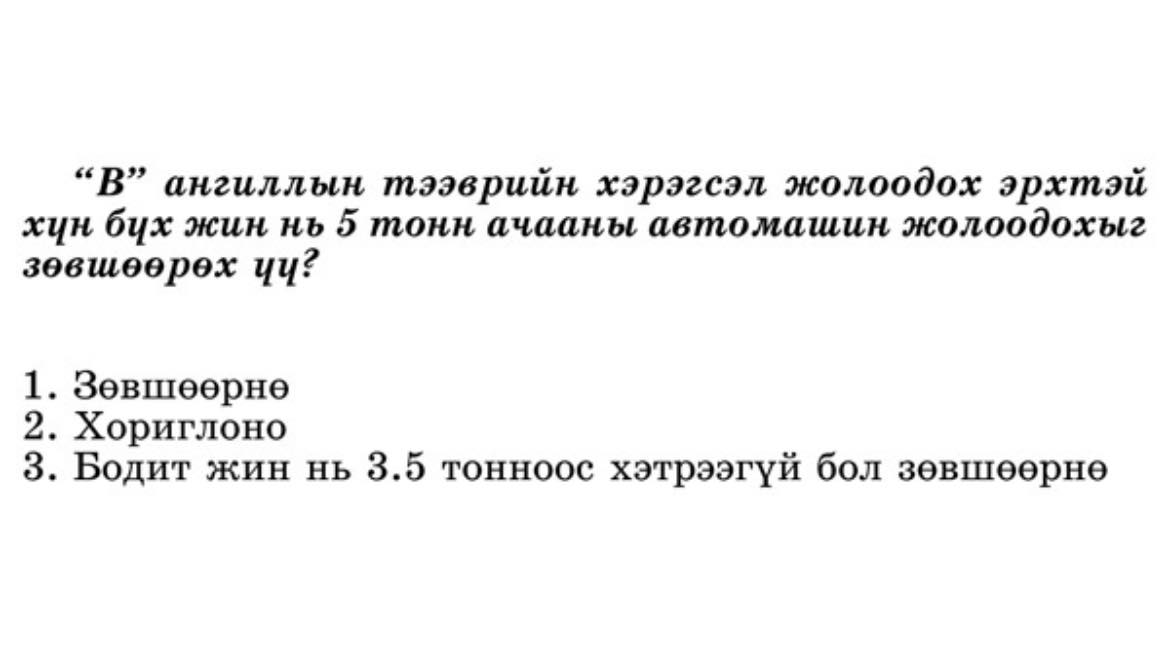 “В” ангиллын тээврийн хэрэгсэл жолоодох эрхтэй
хүн бүх жин нь 5 тонн ачааны автомашин жолоодохыг
зөвшөөрөх үү?
1. Зөвшөөрнө
2. Хориглоно
3. Бодит жин нь 3.5 тонноос хэтрээгүй бол зөвшөөрнө